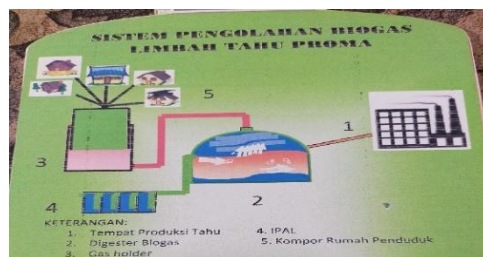 SISTEM PENGOLAHAN BIOGAS
LIMBAH TAHU PROMA
5
1
3
4
2
KETERANGAN:
1. Tempat Produksi Tahu
2. Digester Biogas
3. Gas holder
4. IPAL
5. Kompor Rumah Penduduk